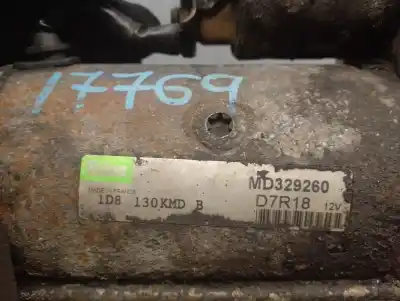 17769
MD329260
MADE IN FRANCE
1D8 130KMD B
D7R18 12V